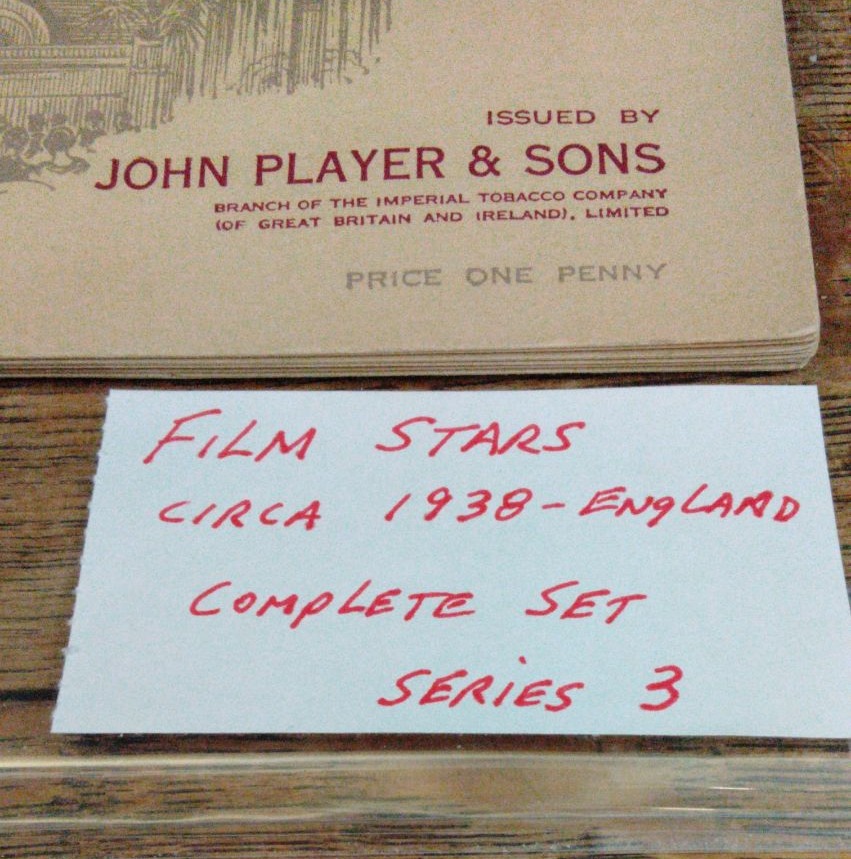 ISSUED BY
JOHN PLAYER & SONS
BRANCH OF THE IMPERIAL TOBACCO COMPANY
(OF GREAT BRITAIN AND IRELAND), LIMITED
PRICE ONE PENNY
FILM STARS
CIRCA 1938 - ENGLAND
COMPLETE SET
SERIES 3